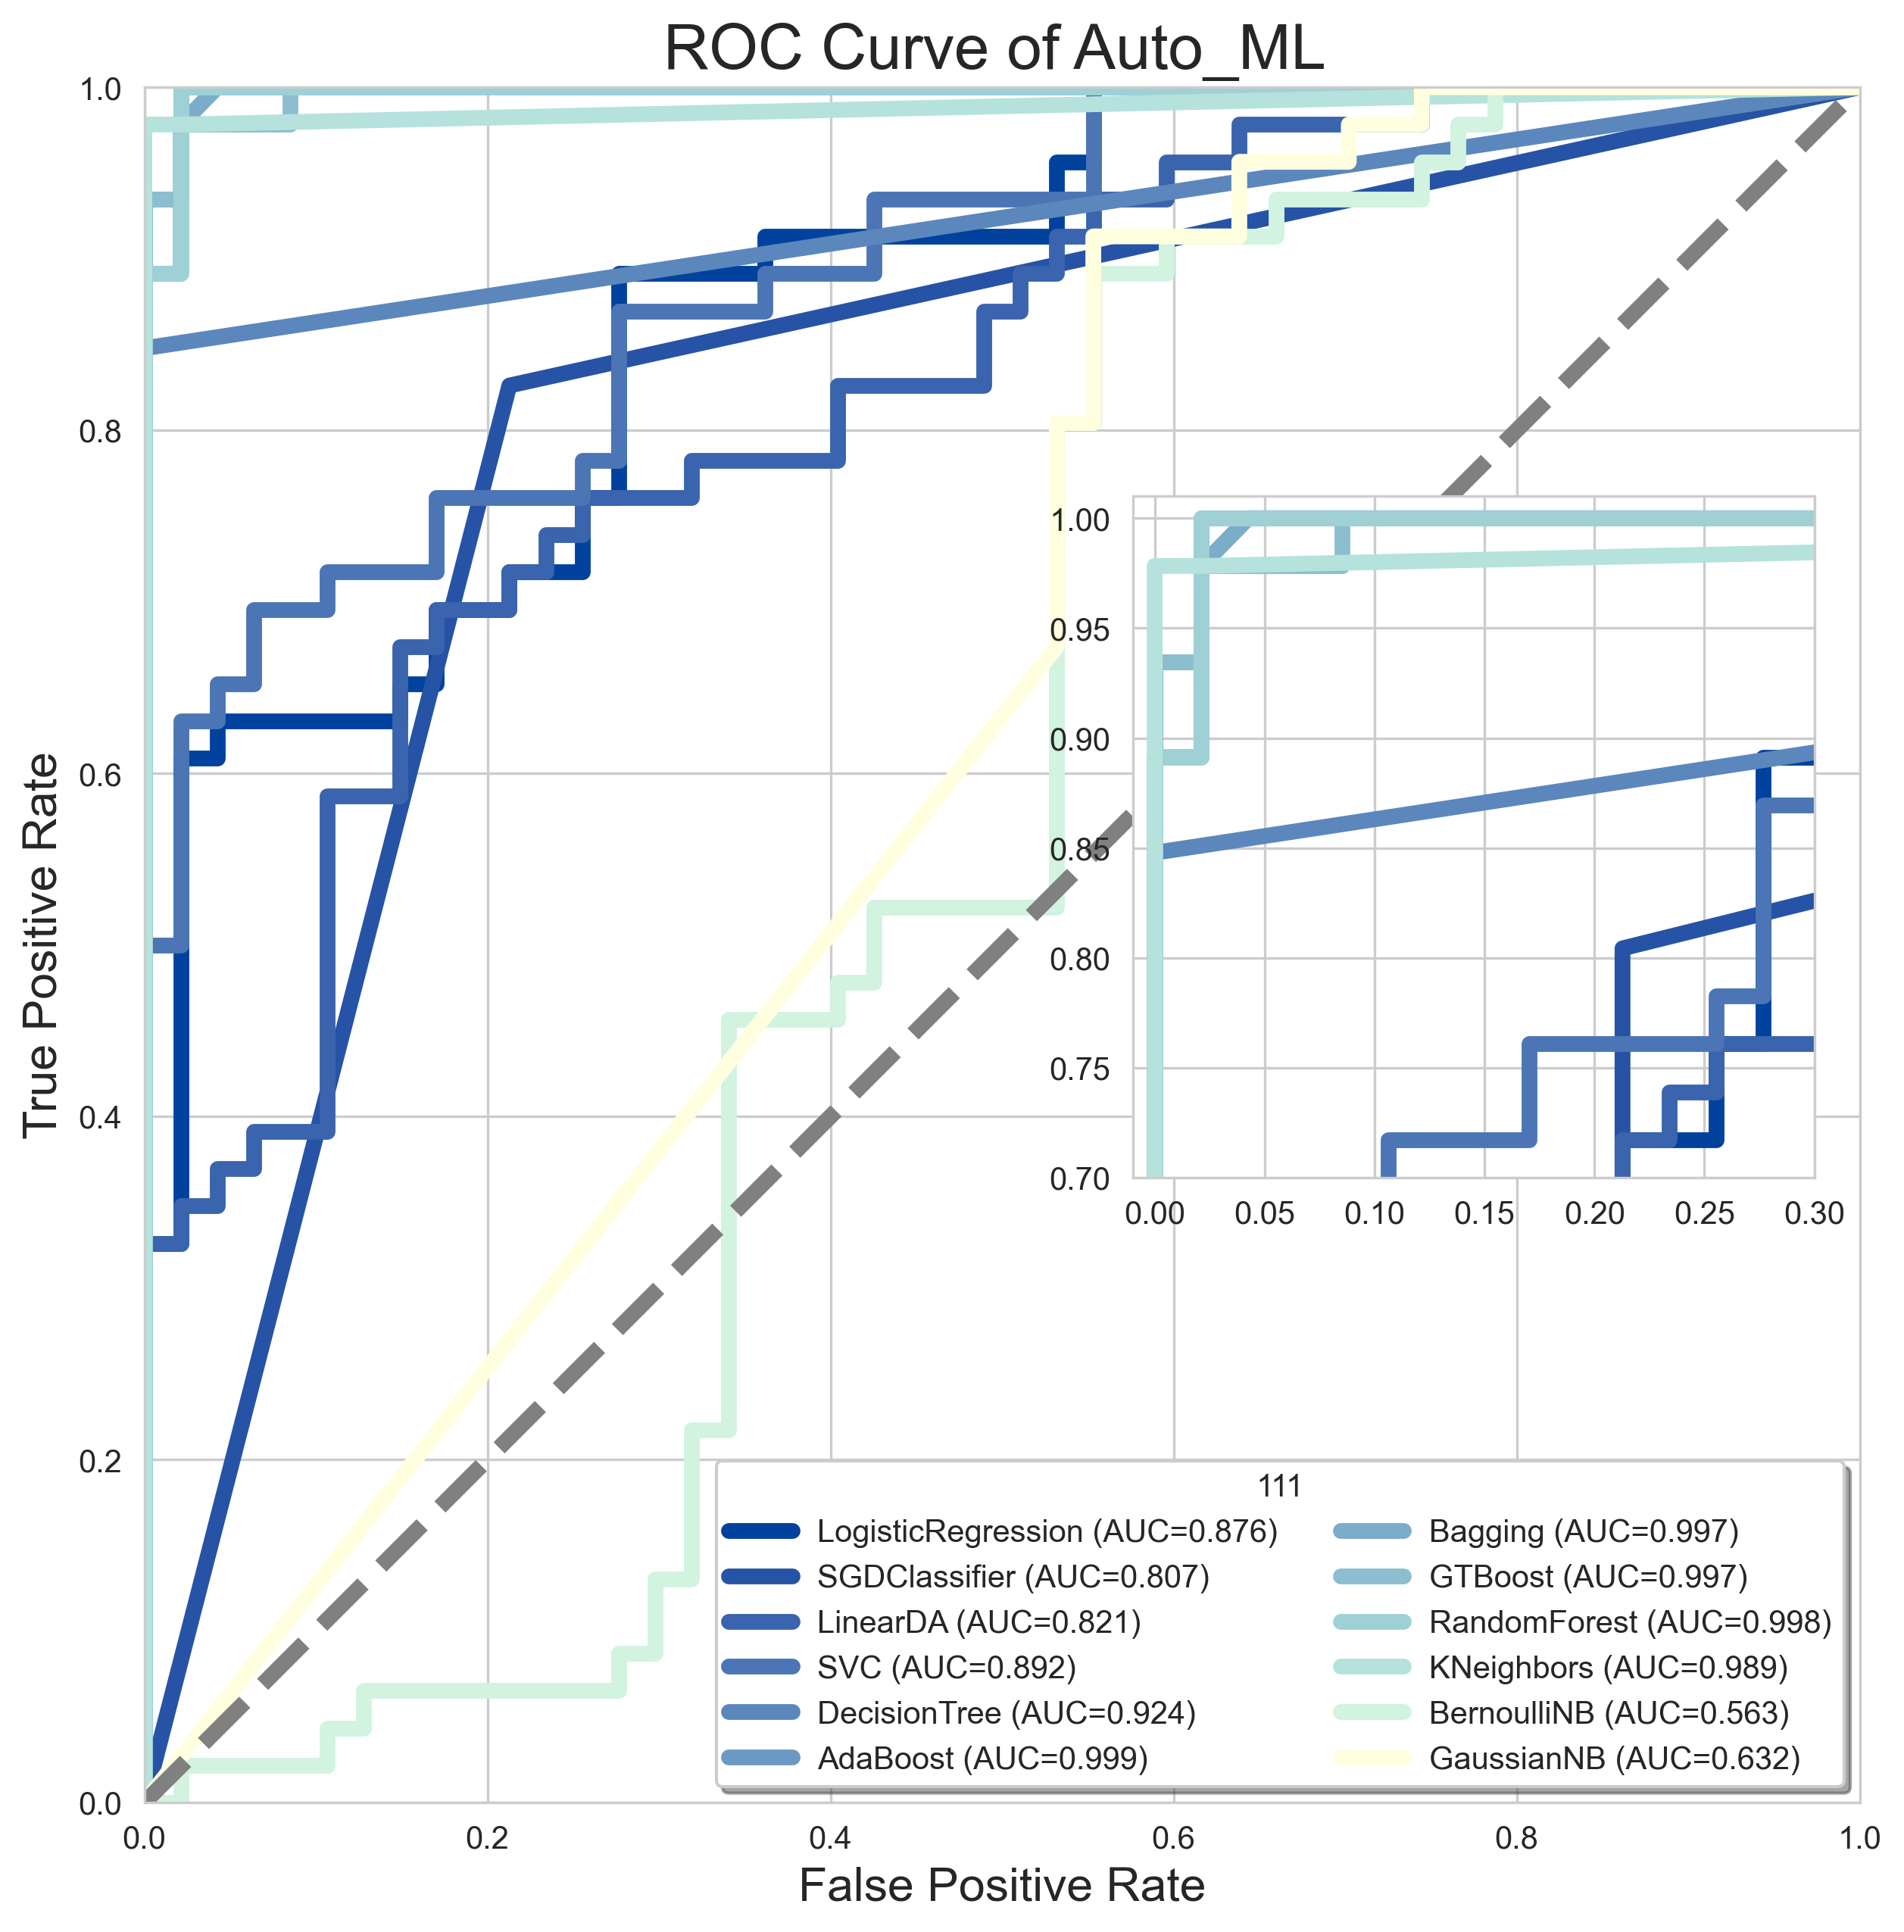 ROC Curve of Auto_ML
1.0
0.8
0.6
0.4
0.2
0.0
True Positive Rate
1.00
0.95
0.90
0.85
0.80
0.75
0.70
0.00 0.05 0.10 0.15 0.20 0.25 0.30
111
LogisticRegression (AUC=0.876)
SGDClassifier (AUC=0.807)
LinearDA (AUC=0.821)
SVC (AUC=0.892)
DecisionTree (AUC=0.924)
AdaBoost (AUC=0.999)
Bagging (AUC=0.997)
GTBoost (AUC=0.997)
RandomForest (AUC=0.998)
KNeighbors (AUC=0.989)
BernoulliNB (AUC=0.563)
GaussianNB (AUC=0.632)
0.0 0.2 0.4 0.6 0.8 1.0
False Positive Rate